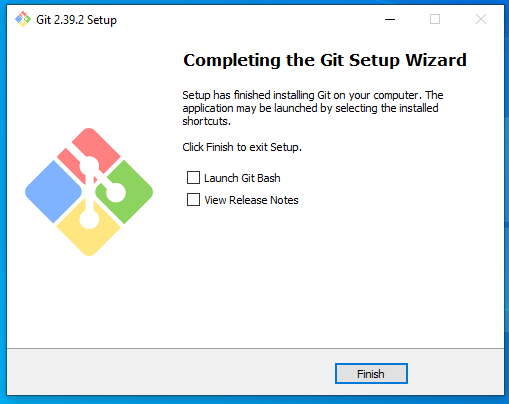 Git 2.39.2 Setup
Completing the Git Setup Wizard
Setup has finished installing Git on your computer. The
application may be launched by selecting the installed
shortcuts.
Click Finish to exit Setup.
Launch Git Bash
View Release Notes
Finish